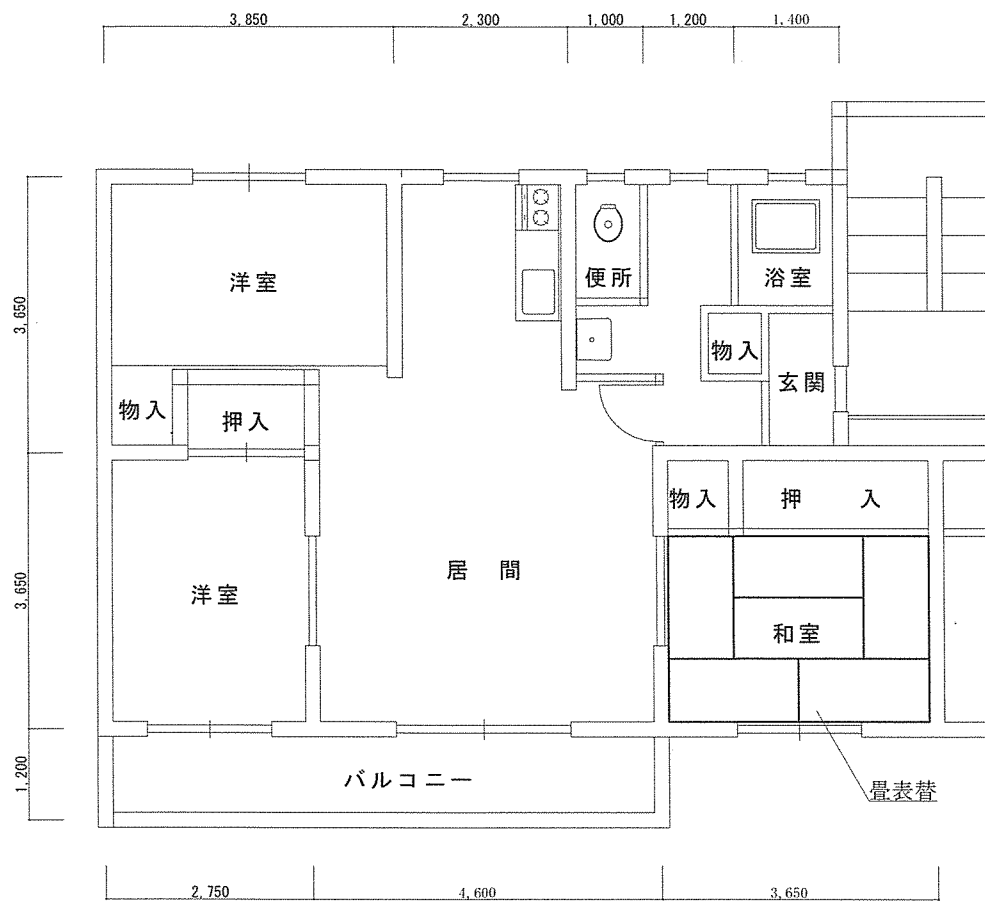 3,850
2,300
1,000
1,200
1,400
3,650
洋室
便所
浴室
物入
玄関
物入
押入
物入
押 入
3,650
居 間
洋室
和室
1,200
バルコニー
畳表替
2,750
4,600
3,650